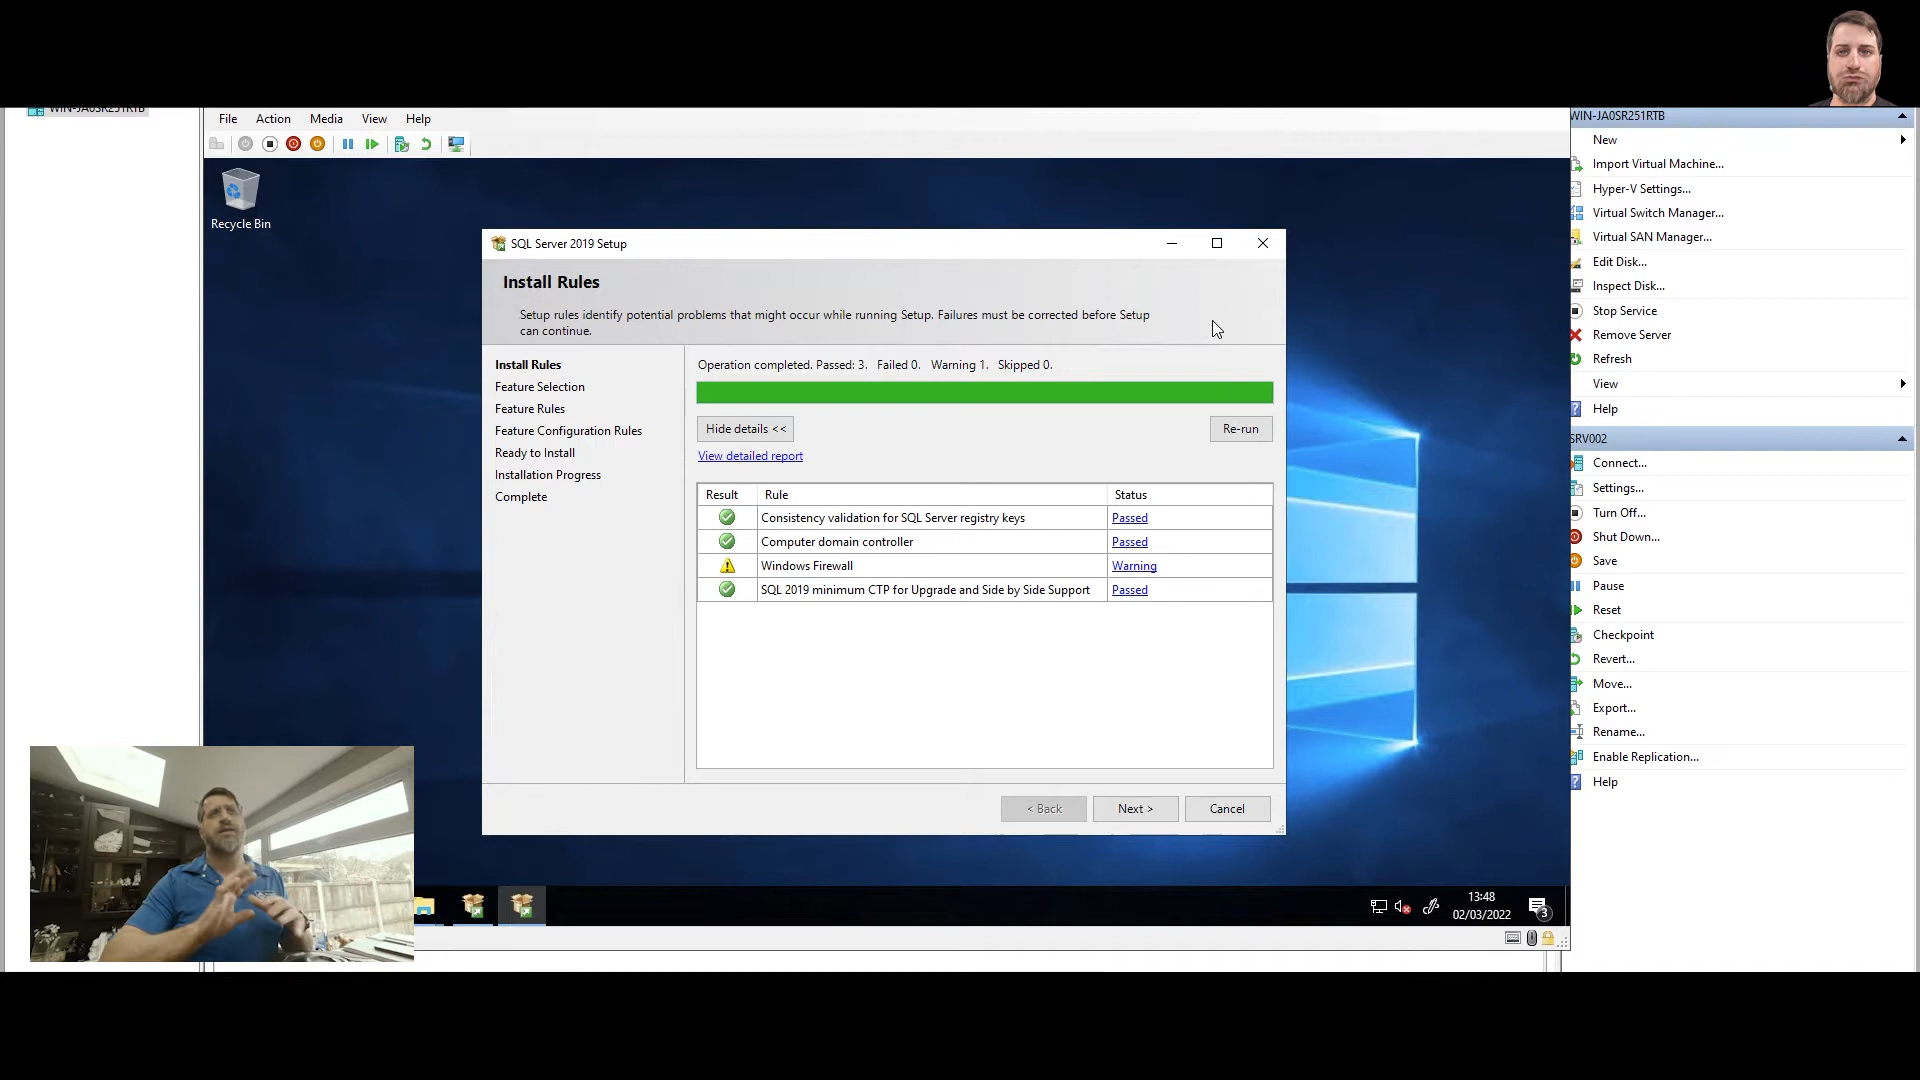 WIN-JA0SR251RTB
File Action Media View Help
Recycle Bin
SQL Server 2019 Setup
Install Rules
Setup rules identify potential problems that might occur while running Setup. Failures must be corrected before Setup
can continue.
Install Rules
Feature Selection
Feature Rules
Feature Configuration Rules
Ready to Install
Installation Progress
Complete
Operation completed. Passed: 3. Failed 0. Warning 1. Skipped 0.
Hide details <<
Re-run
View detailed report
Result Rule Status
Consistency validation for SQL Server registry keys Passed
Computer domain controller Passed
Windows Firewall Warning
SQL 2019 minimum CTP for Upgrade and Side by Side Support Passed
< Back Next > Cancel
13:48
02/03/2022
3
WIN-JA0SR251RTB
New
Import Virtual Machine...
Hyper-V Settings...
Virtual Switch Manager...
Virtual SAN Manager...
Edit Disk...
Inspect Disk...
Stop Service
Remove Server
Refresh
View
Help
SRV002
Connect...
Settings...
Turn Off...
Shut Down...
Save
Pause
Reset
Checkpoint
Revert...
Move...
Export...
Rename...
Enable Replication...
Help